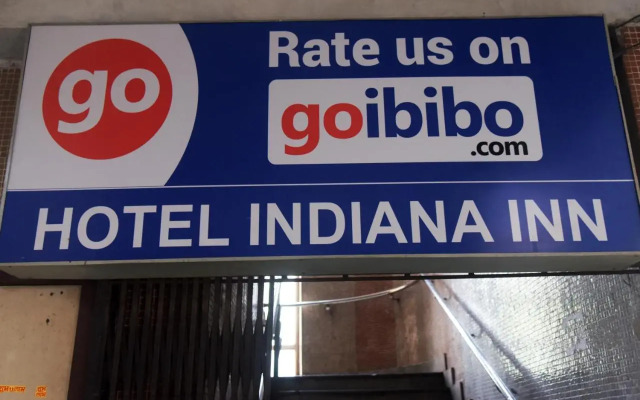 go
Rate us on
goibibo
.com
HOTEL INDIANA INN